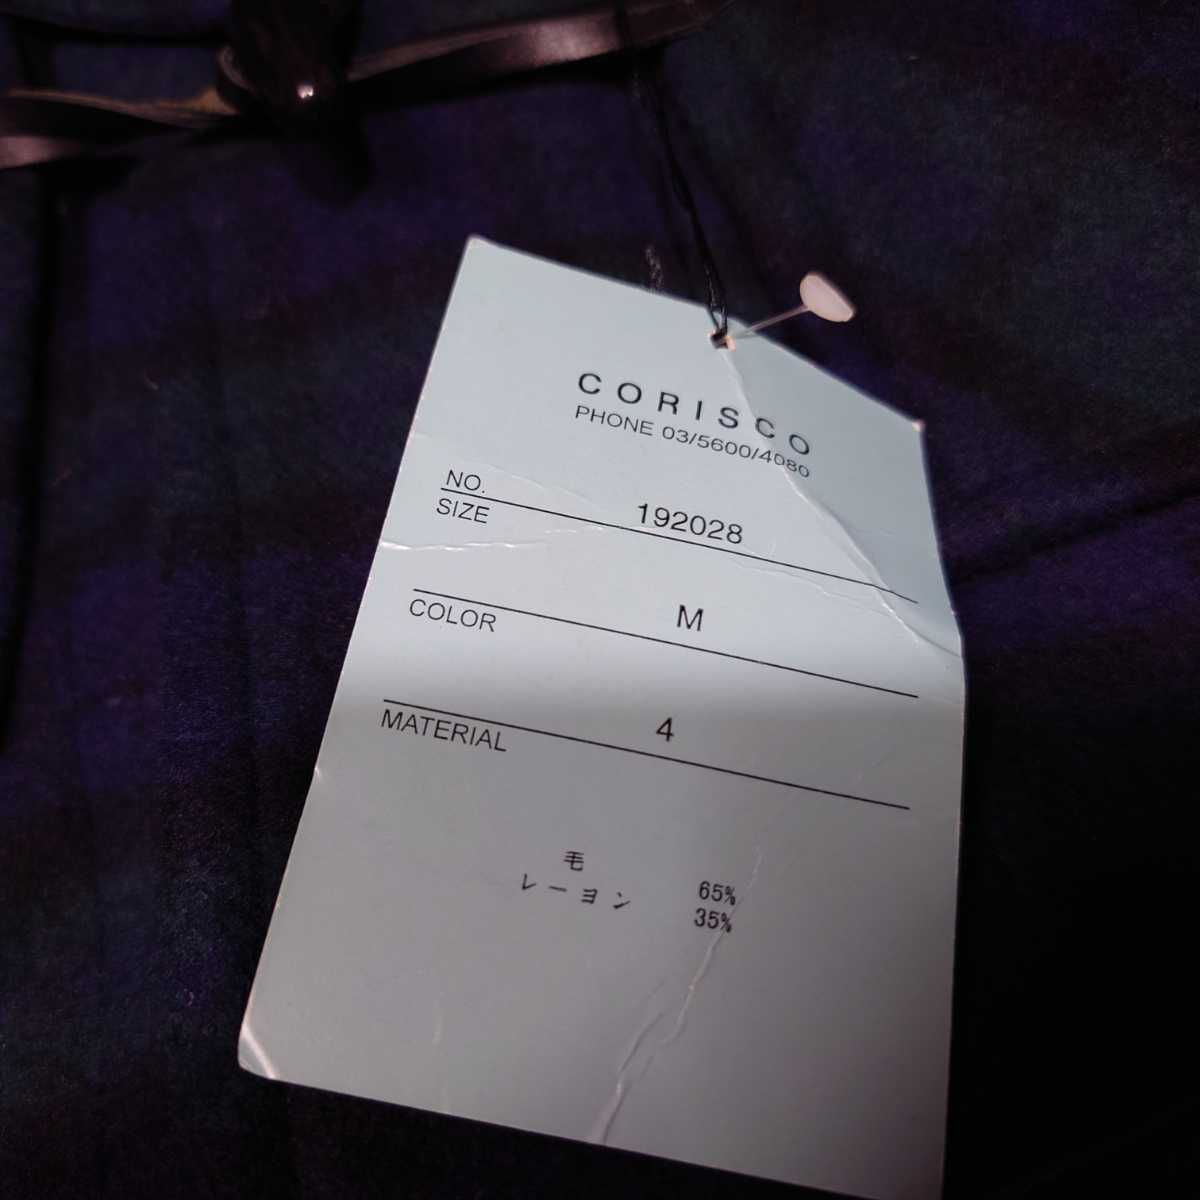 CORISCO
PHONE 03/5600/4080
NO. 192028
SIZE M
COLOR 4
MATERIAL
毛 65%
レーヨン 35%